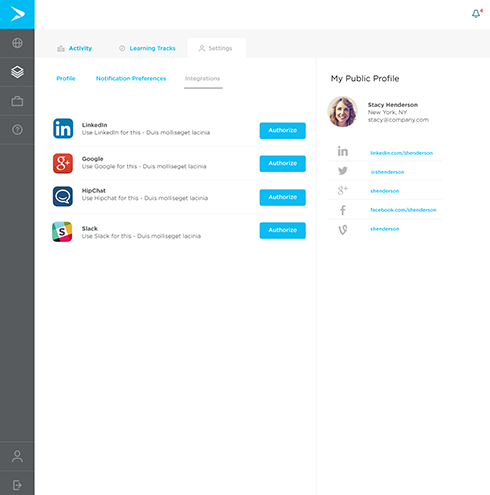 4
Activity
Learning Tracks
Settings
Profile
Notification Preferences
Integrations
LinkedIn
Use LinkedIn for this - Duis molliseget lacinia
Authorize
Google
Use Google for this - Duis molliseget lacinia
Authorize
HipChat
Use Hipchat for this - Duis molliseget lacinia
Authorize
Slack
Use Slack for this - Duis molliseget lacinia
Authorize
My Public Profile
Stacy Henderson
New York, NY
stacy@company.com
linkedin.com/shenderson
@shenderson
shenderson
facebook.com/shenderson
shenderson